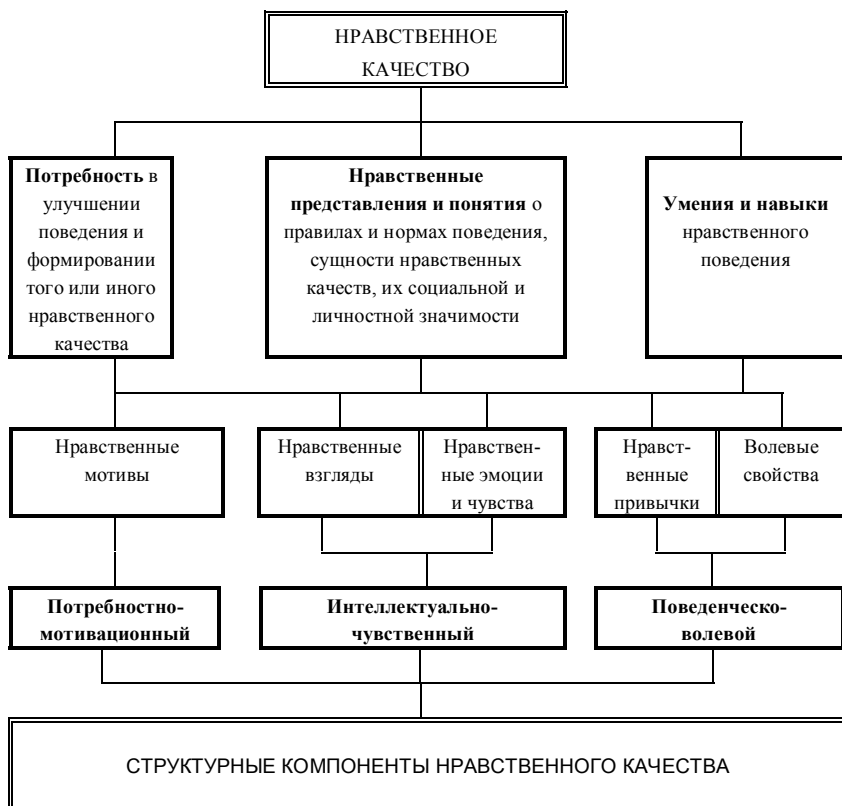 НРАВСТВЕННОЕ
КАЧЕСТВО
Потребность в
улучшении
поведения и
формировании
того или иного
нравственного
качества
Нравственные
представления и понятия о
правилах и нормах поведения,
сущности нравственных
качеств, их социальной и
личностной значимости
Умения и навыки
нравственного
поведения
Нравственные
мотивы
Нравственные
взгляды
Нравствен-
ные эмоции
и чувства
Нравст-
венные
привычки
Волевые
свойства
Потребностно-
мотивационный
Интеллектуально-
чувственный
Поведенческо-
волевой
СТРУКТУРНЫЕ КОМПОНЕНТЫ НРАВСТВЕННОГО КАЧЕСТВА